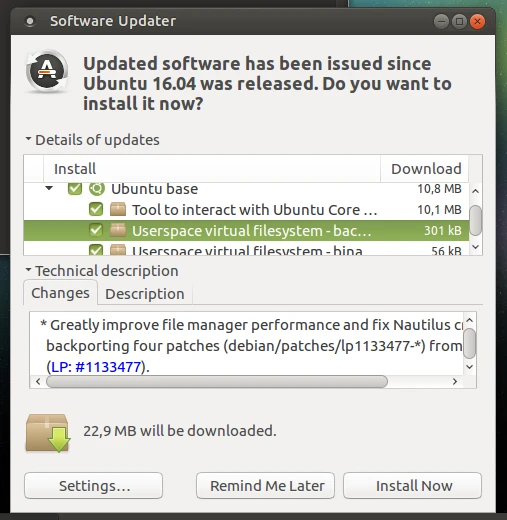 Software Updater
Updated software has been issued since
Ubuntu 16.04 was released. Do you want to
install it now?
Details of updates
Install Download
Ubuntu base 10,8 MB
Tool to interact with Ubuntu Core ... 10,1 MB
Userspace virtual filesystem - bac... 301 kB
Userspace virtual filesystem - bina 56 kB
Technical description
Changes Description
* Greatly improve file manager performance and fix Nautilus
backporting four patches (debian/patches/lp1133477-*) from
(LP: #1133477).
22,9 MB will be downloaded.
Settings... Remind Me Later Install Now